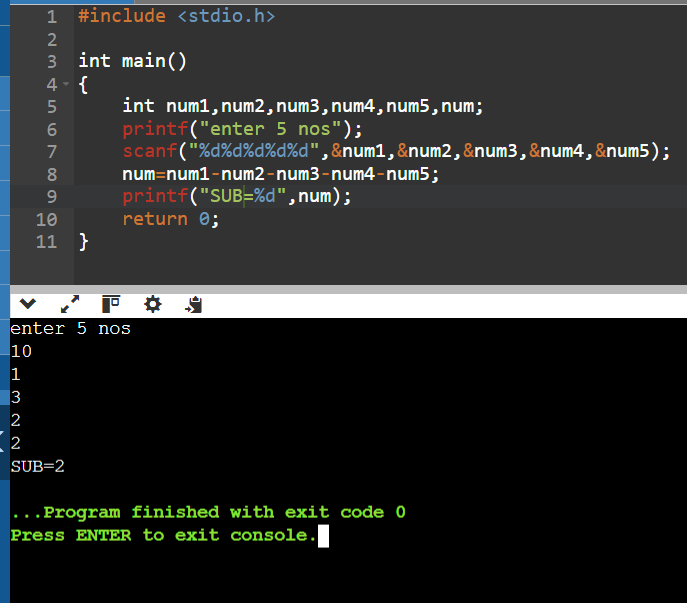 1 #include <stdio.h>
2
3 int main()
4 {
5 int num1,num2,num3,num4,num5,num;
6 printf("enter 5 nos");
7 scanf("%d%d%d%d%d",&num1,&num2,&num3,&num4,&num5);
8 num=num1-num2-num3-num4-num5;
9 printf("SUB=%d",num);
10 return 0;
11 }
enter 5 nos
10
1
3
2
2
SUB=2
...Program finished with exit code 0
Press ENTER to exit console.